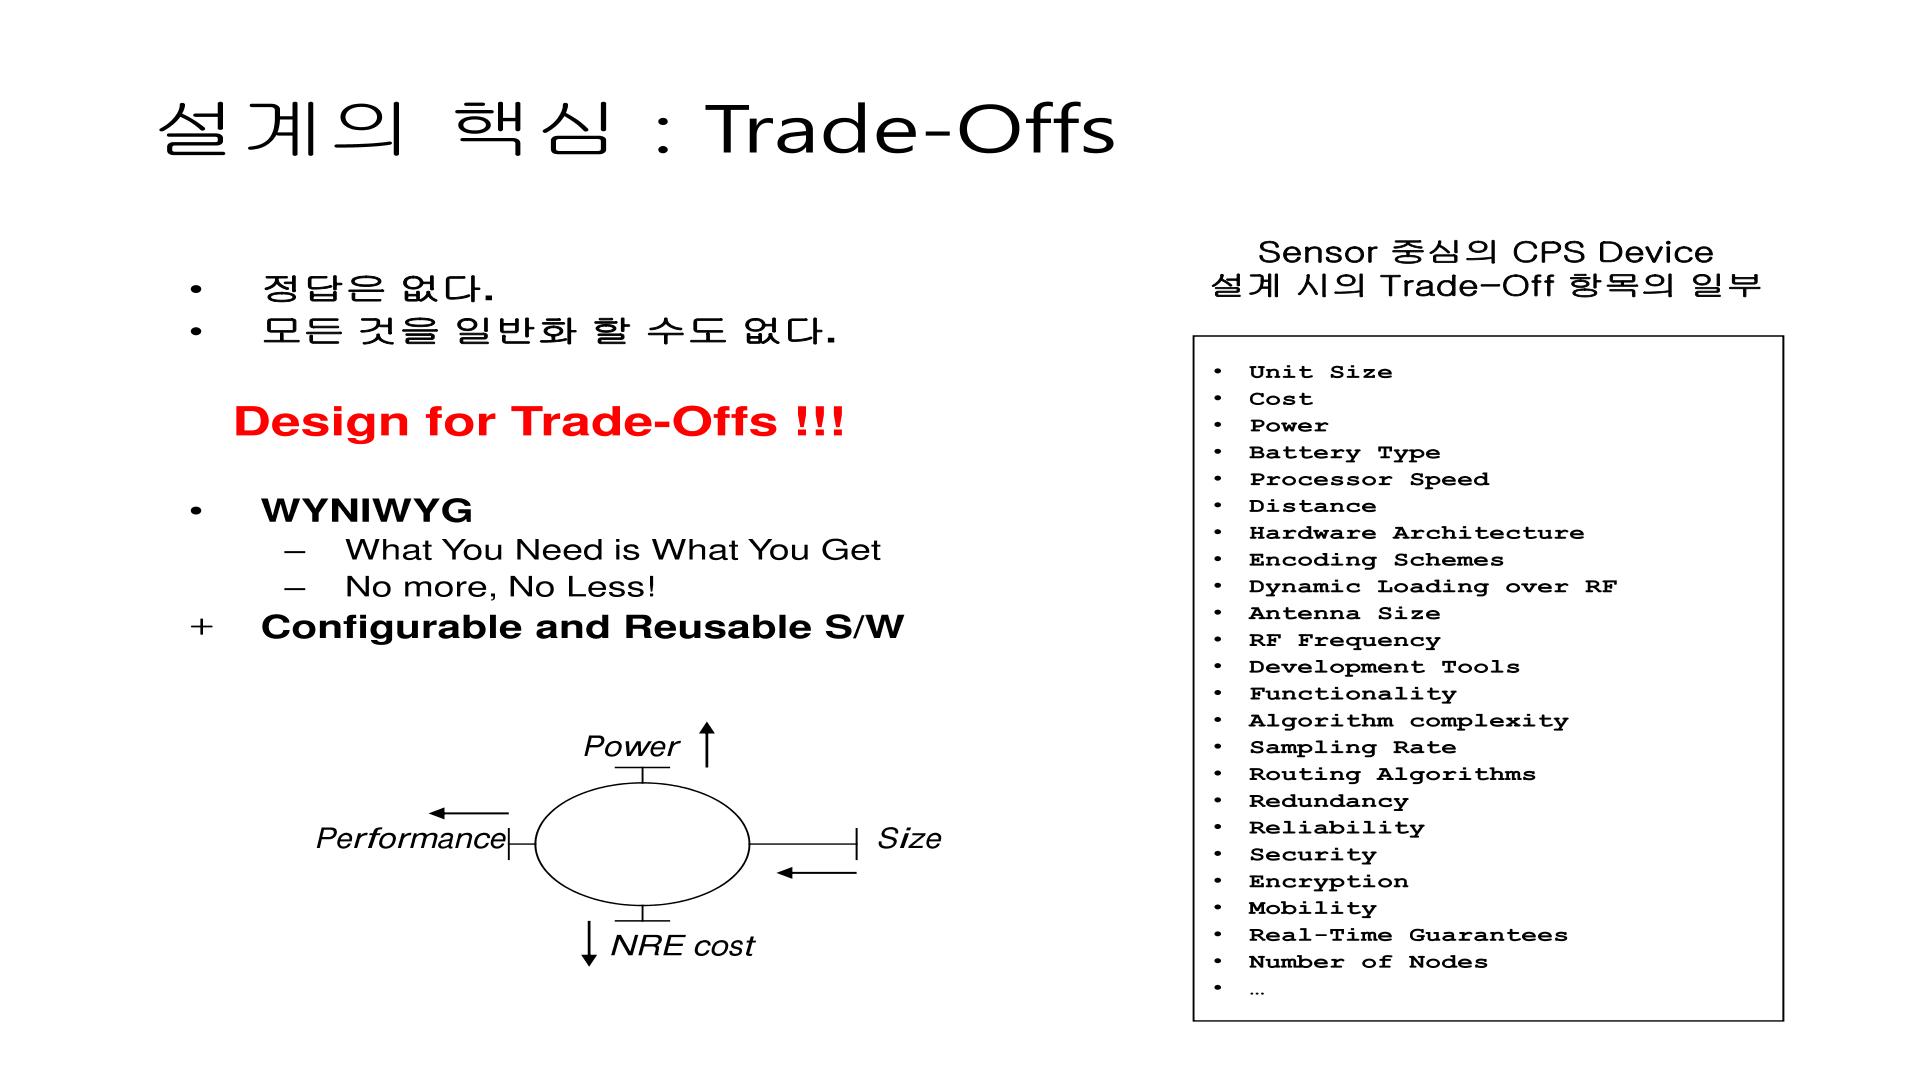 설계의 핵심 : Trade-Offs
• 정답은 없다.
• 모든 것을 일반화 할 수도 없다.
Design for Trade-Offs !!!
• WYNIWYG
– What You Need is What You Get
– No more, No Less!
+ Configurable and Reusable S/W
Power
Performance
Size
NRE cost
Sensor 중심의 CPS Device
설계 시의 Trade-Off 항목의 일부
• Unit Size
• Cost
• Power
• Battery Type
• Processor Speed
• Distance
• Hardware Architecture
• Encoding Schemes
• Dynamic Loading over RF
• Antenna Size
• RF Frequency
• Development Tools
• Functionality
• Algorithm complexity
• Sampling Rate
• Routing Algorithms
• Redundancy
• Reliability
• Security
• Encryption
• Mobility
• Real-Time Guarantees
• Number of Nodes
• …